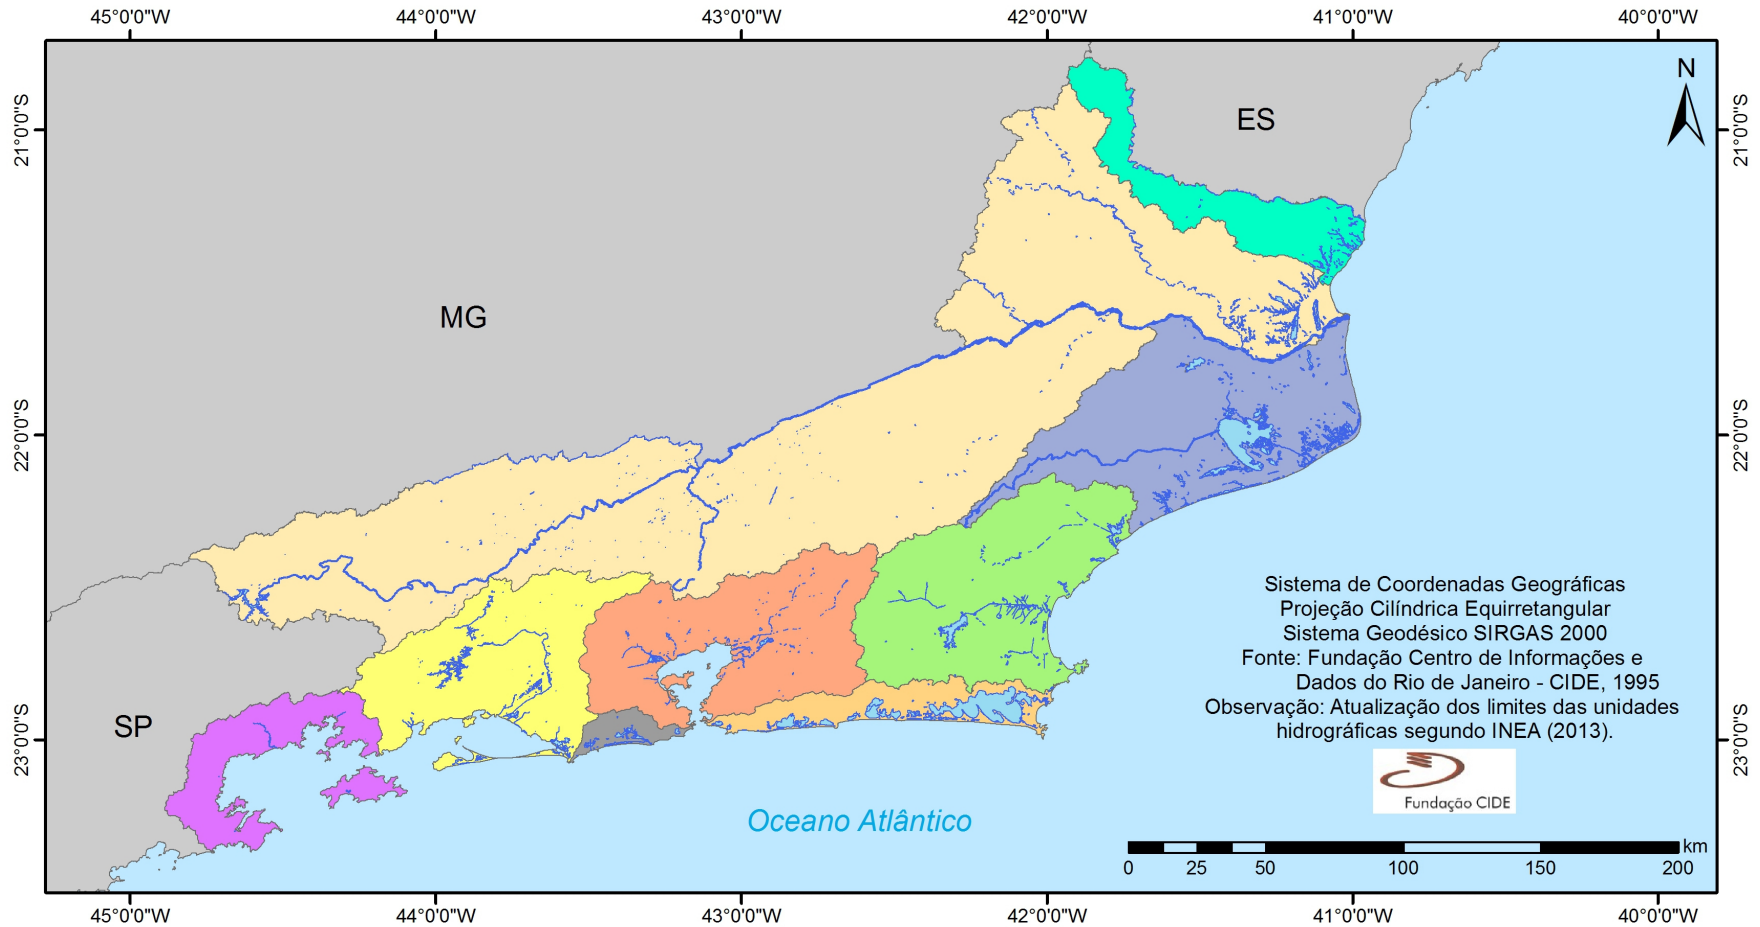 45°0'0"W 44°0'0"W 43°0'0"W 42°0'0"W 41°0'0"W 40°0'0"W
N
ES
21°0'0"S
21°0'0"S
MG
22°0'0"S
22°0'0"S
Sistema de Coordenadas Geográficas
Projeção Cilíndrica Equirretangular
Sistema Geodésico SIRGAS 2000
Fonte: Fundação Centro de Informações e
Dados do Rio de Janeiro - CIDE, 1995
Observação: Atualização dos limites das unidades
hidrográficas segundo INEA (2013).
SP
23°0'0"S
23°0'0"S
Fundação CIDE
Oceano Atlântico
km
0 25 50 100 150 200
45°0'0"W 44°0'0"W 43°0'0"W 42°0'0"W 41°0'0"W 40°0'0"W